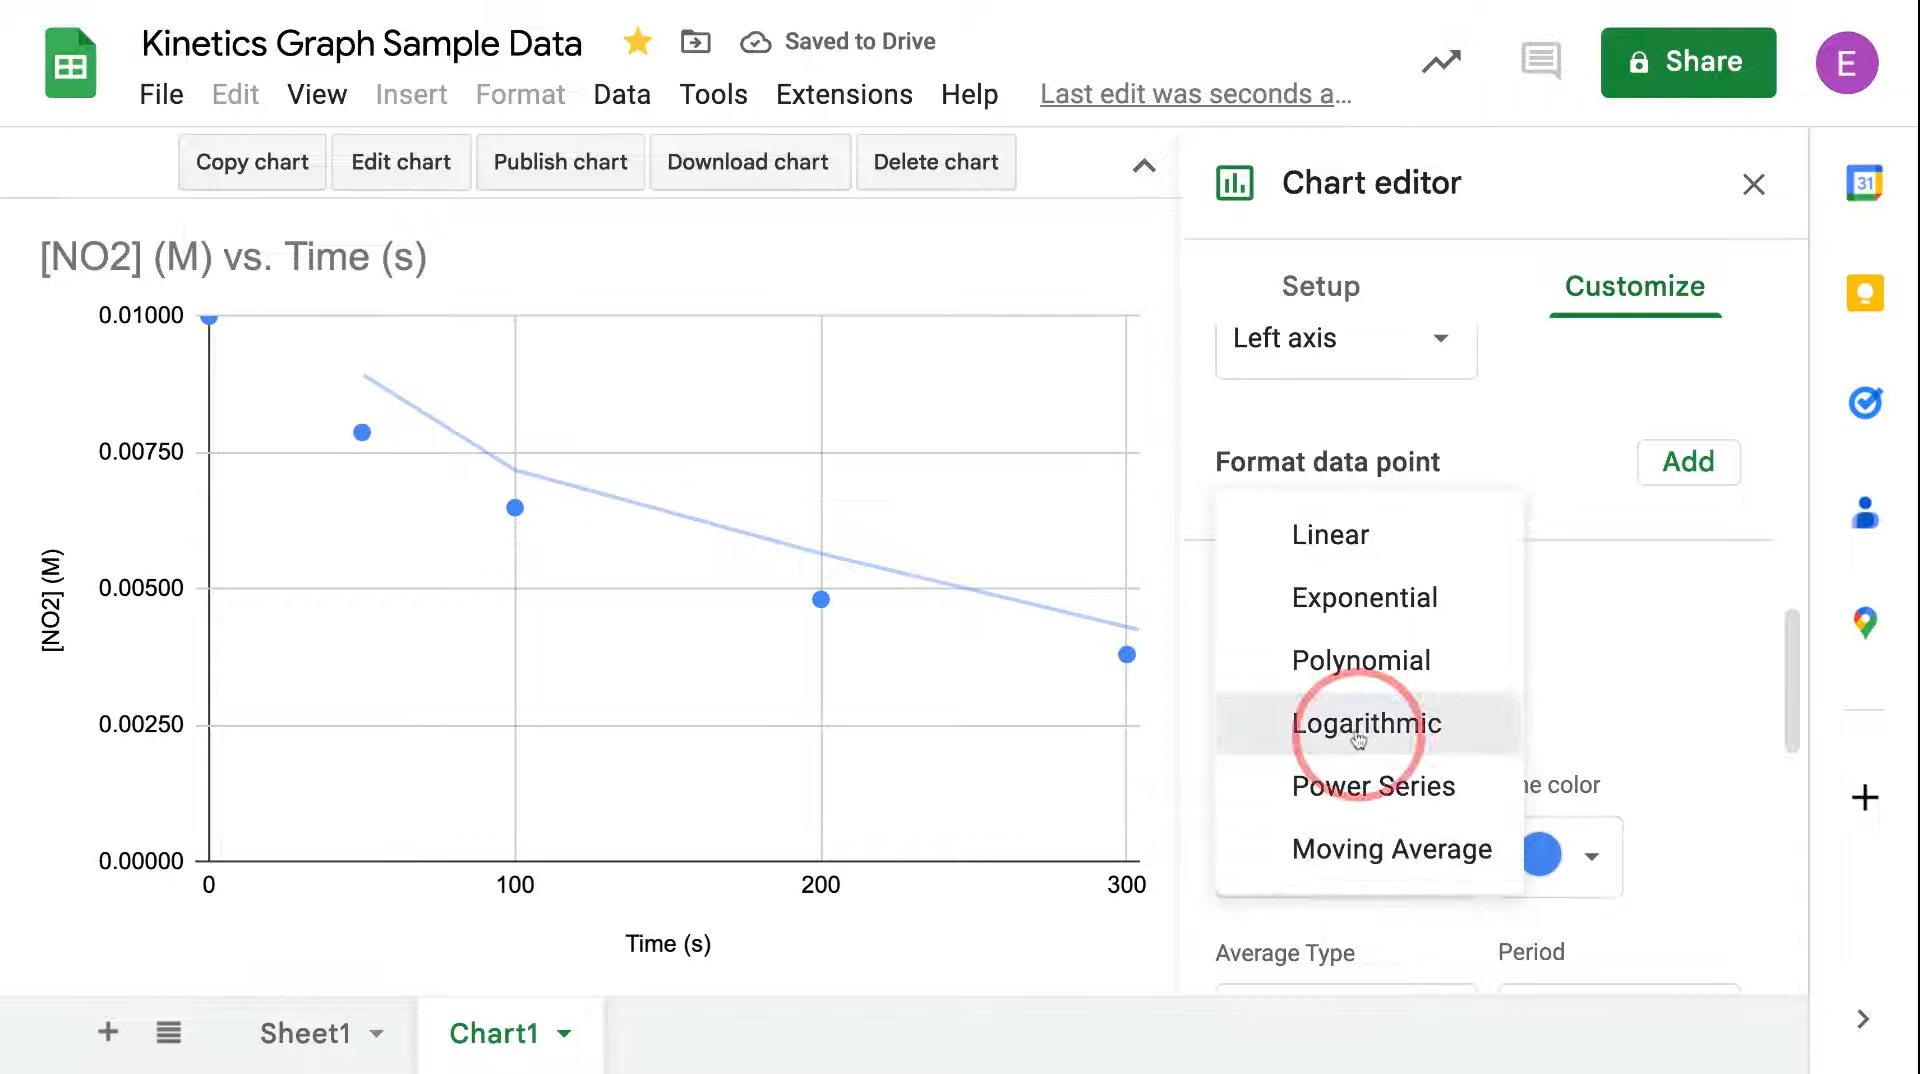 Kinetics Graph Sample Data
Saved to Drive
Share
E
File Edit View Insert Format Data Tools Extensions Help Last edit was seconds a...
Copy chart Edit chart Publish chart Download chart Delete chart
Chart editor
31
Setup Customize
Left axis
Format data point Add
Linear
Exponential
Polynomial
Logarithmic
Power Series
Moving Average
ne color
Average Type Period
[NO2] (M) vs. Time (s)
0.01000
0.00750
0.00500
0.00250
0.00000
[NO2] (M)
0 100 200 300
Time (s)
Sheet1 Chart1